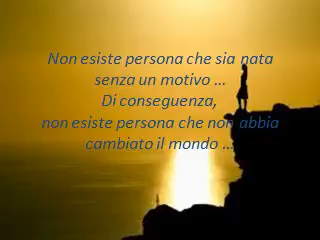 Non esiste persona che sia nata
senza un motivo ...
Di conseguenza,
non esiste persona che non abbia
cambiato il mondo ...